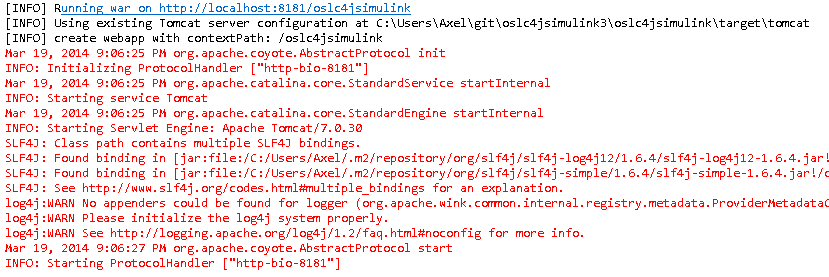 [INFO] Running war on http://localhost:8181/oslc4jsimulink
[INFO] Using existing Tomcat server configuration at C:\Users\Axel\git\oslc4jsimulink3\oslc4jsimulink\target\tomcat
[INFO] create webapp with contextPath: /oslc4jsimulink
Mar 19, 2014 9:06:25 PM org.apache.coyote.AbstractProtocol init
INFO: Initializing ProtocolHandler ["http-bio-8181"]
Mar 19, 2014 9:06:25 PM org.apache.catalina.core.StandardService startInternal
INFO: Starting service Tomcat
Mar 19, 2014 9:06:25 PM org.apache.catalina.core.StandardEngine startInternal
INFO: Starting Servlet Engine: Apache Tomcat/7.0.30
SLF4J: Class path contains multiple SLF4J bindings.
SLF4J: Found binding in [jar:file:/C:/Users/Axel/.m2/repository/org/slf4j/slf4j-log4j12/1.6.4/slf4j-log4j12-1.6.4.jar!
SLF4J: Found binding in [jar:file:/C:/Users/Axel/.m2/repository/org/slf4j/slf4j-simple/1.6.4/slf4j-simple-1.6.4.jar!/o
SLF4J: See http://www.slf4j.org/codes.html#multiple_bindings for an explanation.
log4j:WARN No appenders could be found for logger (org.apache.wink.common.internal.registry.metadata.ProviderMetadataC
log4j:WARN Please initialize the log4j system properly.
log4j:WARN See http://logging.apache.org/log4j/1.2/faq.html#noconfig for more info.
Mar 19, 2014 9:06:27 PM org.apache.coyote.AbstractProtocol start
INFO: Starting ProtocolHandler ["http-bio-8181"]